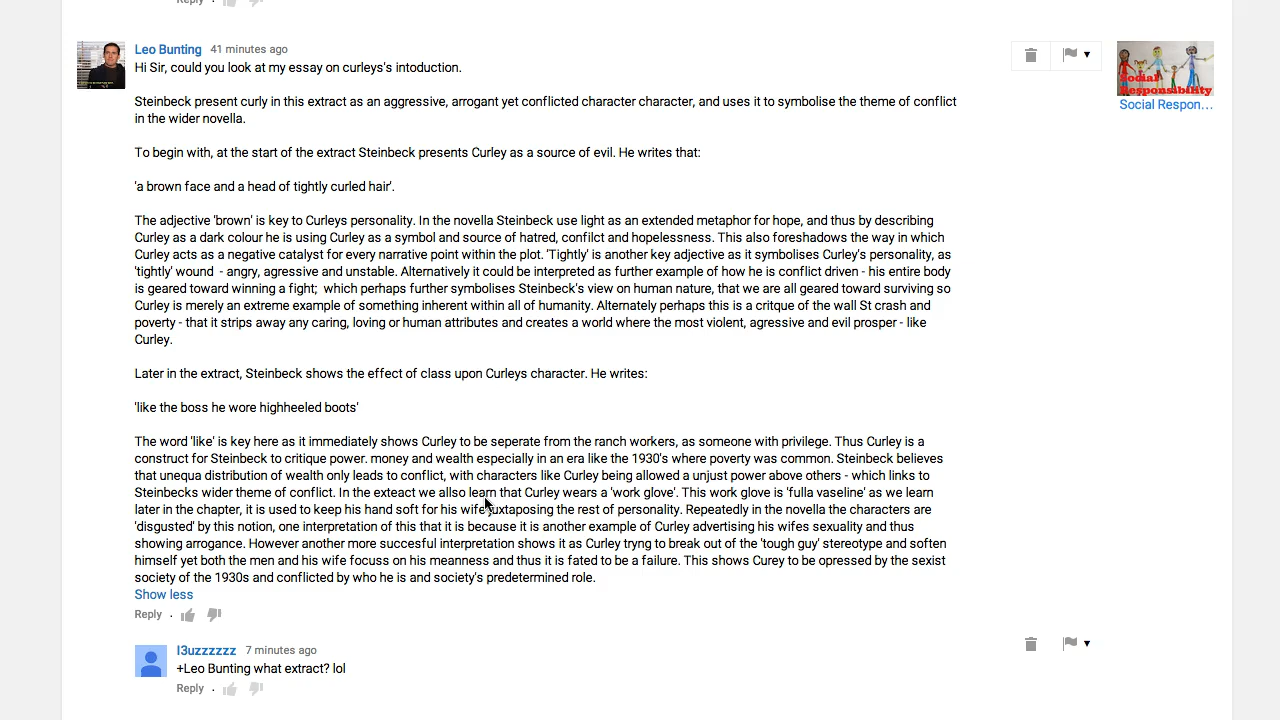 Reply
Leo Bunting 41 minutes ago
Hi Sir, could you look at my essay on curleys's intoduction.
Steinbeck present curly in this extract as an aggressive, arrogant yet conflicted character character, and uses it to symbolise the theme of conflict
in the wider novella.
To begin with, at the start of the extract Steinbeck presents Curley as a source of evil. He writes that:
'a brown face and a head of tightly curled hair'.
The adjective 'brown' is key to Curleys personality. In the novella Steinbeck use light as an extended metaphor for hope, and thus by describing
Curley as a dark colour he is using Curley as a symbol and source of hatred, confilct and hopelessness. This also foreshadows the way in which
Curley acts as a negative catalyst for every narrative point within the plot. 'Tightly' is another key adjective as it symbolises Curley's personality, as
'tightly' wound - angry, agressive and unstable. Alternatively it could be interpreted as further example of how he is conflict driven - his entire body
is geared toward winning a fight; which perhaps further symbolises Steinbeck's view on human nature, that we are all geared toward surviving so
Curley is merely an extreme example of something inherent within all of humanity. Alternately perhaps this is a critque of the wall St crash and
poverty - that it strips away any caring, loving or human attributes and creates a world where the most violent, agressive and evil prosper - like
Curley.
Later in the extract, Steinbeck shows the effect of class upon Curleys character. He writes:
'like the boss he wore highheeled boots'
The word 'like' is key here as it immediately shows Curley to be seperate from the ranch workers, as someone with privilege. Thus Curley is a
construct for Steinbeck to critique power. money and wealth especially in an era like the 1930's where poverty was common. Steinbeck believes
that unequa distribution of wealth only leads to conflict, with characters like Curley being allowed a unjust power above others - which links to
Steinbecks wider theme of conflict. In the exteact we allso learn that Curley wears a 'work glove'. This work glove is 'fulla vaseline' as we learn
later in the chapter, it is used to keep his hand soft for his wife juxtaposing the rest of personality. Repeatedly in the novella the characters are
'disgusted' by this notion, one interpretation of this that it is because it is another example of Curley advertising his wifes sexuality and thus
showing arrogance. However another more succesful interpretation shows it as Curley tryng to break out of the 'tough guy' stereotype and soften
himself yet both the men and his wife focuss on his meanness and thus it is fated to be a failure. This shows Curey to be opressed by the sexist
society of the 1930s and conflicted by who he is and society's predetermined role.
Show less
Reply .
l3uzzzzzz 7 minutes ago
+Leo Bunting what extract? lol
Reply .
Social
Responsibility
Social Respon...